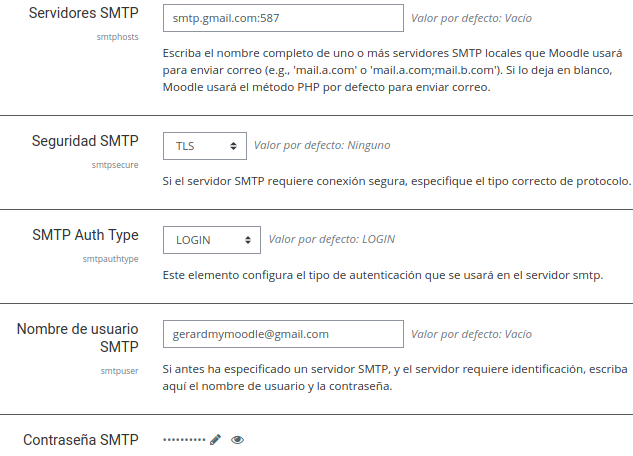 Servidores SMTP
smtphosts
smtp.gmail.com:587
Valor por defecto: Vacío
Escriba el nombre completo de uno o más servidores SMTP locales que Moodle usará
para enviar correo (e.g., 'mail.a.com' o 'mail.a.com;mail.b.com'). Si lo deja en blanco,
Moodle usará el método PHP por defecto para enviar correo.
Seguridad SMTP
smtpsecure
TLS
Valor por defecto: Ninguno
Si el servidor SMTP requiere conexión segura, especifique el tipo correcto de protocolo.
SMTP Auth Type
smtpauthtype
LOGIN
Valor por defecto: LOGIN
Este elemento configura el tipo de autenticación que se usará en el servidor smtp.
Nombre de usuario
SMTP
smtpuser
gerardmymoodle@gmail.com
Valor por defecto: Vacío
Si antes ha especificado un servidor SMTP, y el servidor requiere identificación, escriba
aquí el nombre de usuario y la contraseña.
Contraseña SMTP
••••••••••